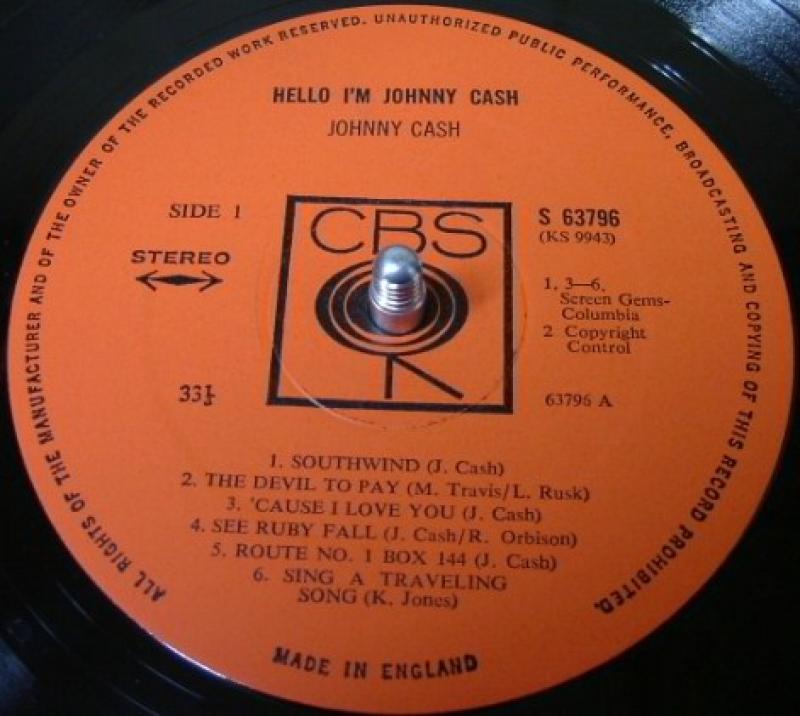 ALL RIGHTS OF THE MANUFACTURER AND OF THE OWNER OF THE RECORDED WORK RESERVED. UNAUTHORIZED PUBLIC PERFORMANCE, BROADCASTING AND COPYING OF THIS RECORD PROHIBITED.
HELLO I'M JOHNNY CASH
JOHNNY CASH
SIDE 1
STEREO
33⅓
CBS
S 63796
(KS 9943)
1, 3—6,
Screen Gems-
Columbia
2 Copyright
Control
63796 A
1. SOUTHWIND (J. Cash)
2. THE DEVIL TO PAY (M. Travis/L. Rusk)
3. 'CAUSE I LOVE YOU (J. Cash)
4. SEE RUBY FALL (J. Cash/R. Orbison)
5. ROUTE NO. 1 BOX 144 (J. Cash)
6. SING A TRAVELING
SONG (K. Jones)
MADE IN ENGLAND